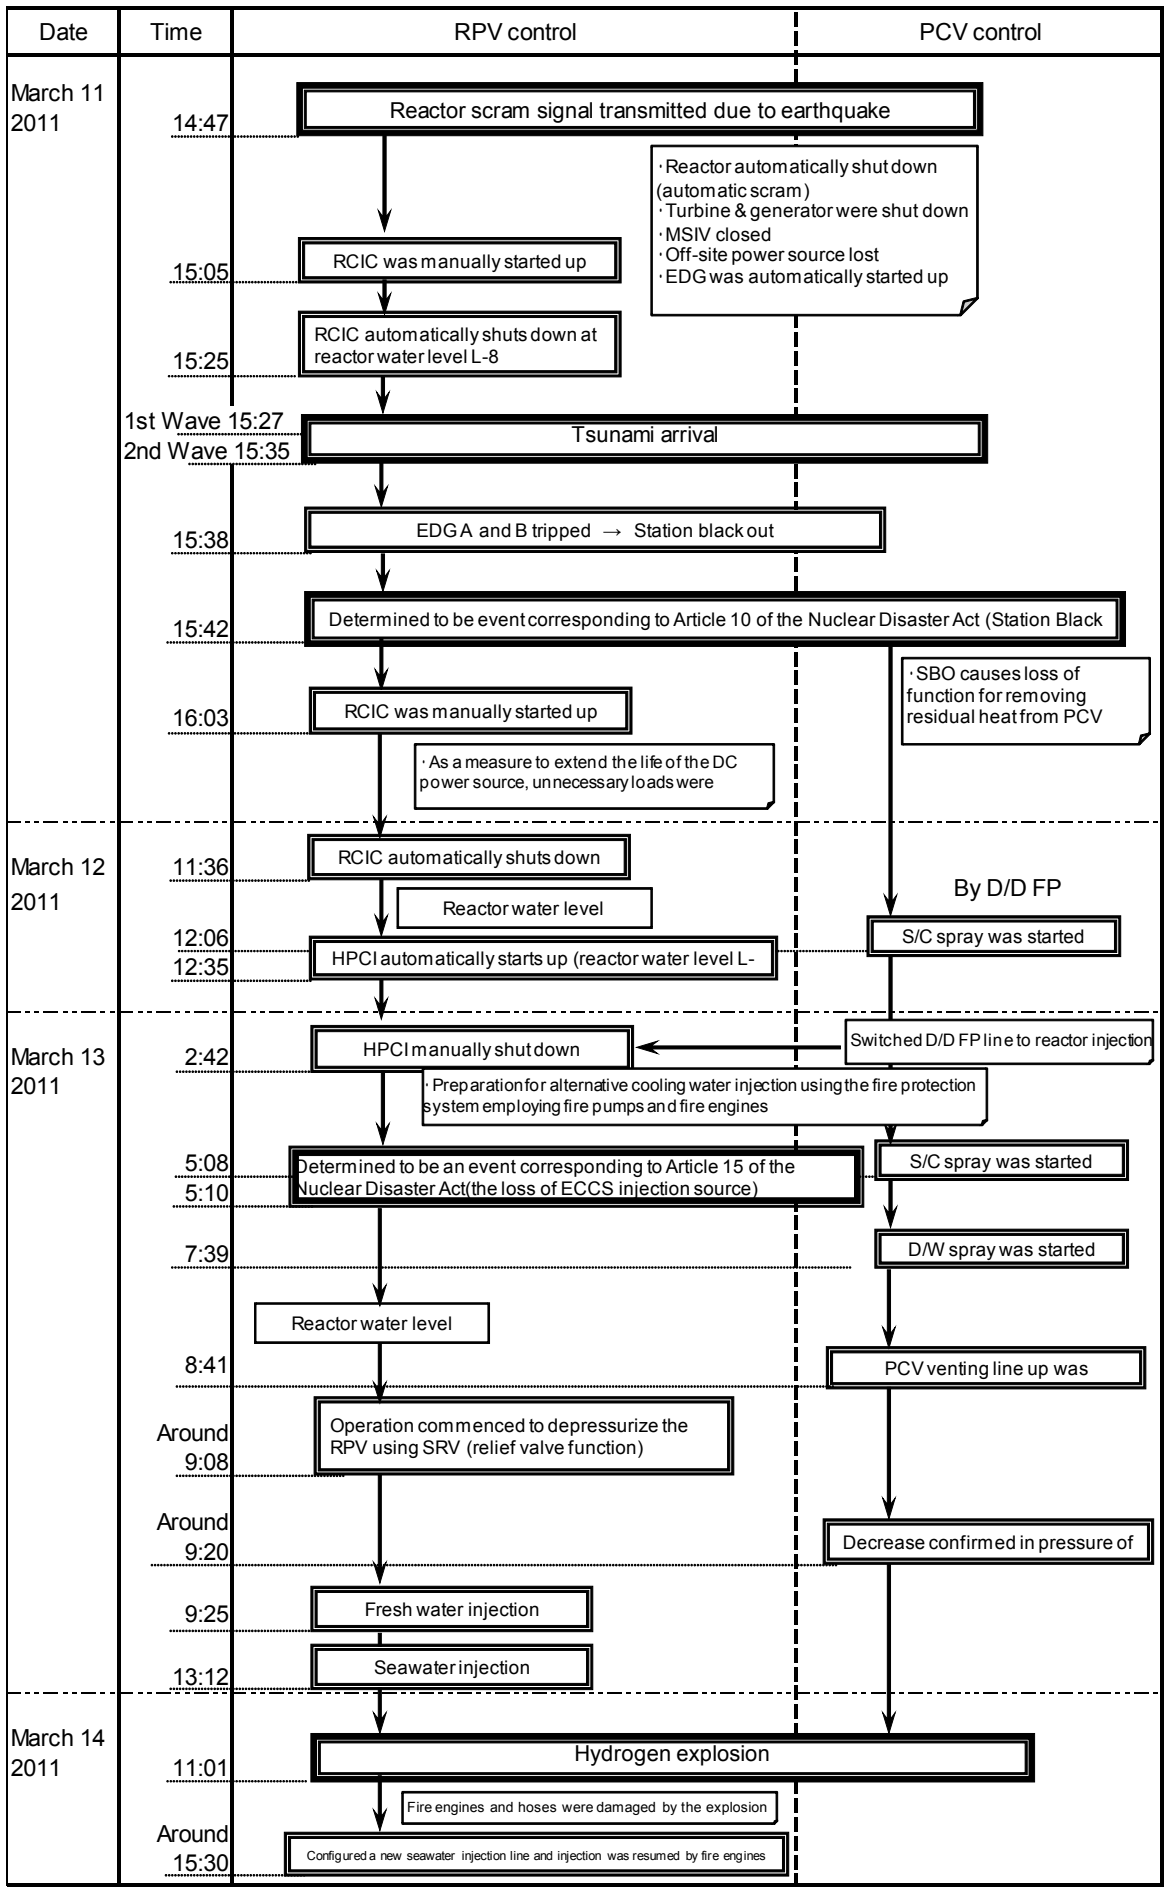 Date Time RPV control PCV control
March 11
2011
14:47
Reactor scram signal transmitted due to earthquake
·Reactor automatically shut down
(automatic scram)
·Turbine & generator were shut down
·MSIV closed
·Off-site power source lost
·EDG was automatically started up
15:05
RCIC was manually started up
15:25
RCIC automatically shuts down at
reactor water level L-8
1st Wave 15:27
2nd Wave 15:35
Tsunami arrival
15:38
EDG A and B tripped → Station black out
15:42
Determined to be event corresponding to Article 10 of the Nuclear Disaster Act (Station Black
·SBO causes loss of
function for removing
residual heat from PCV
16:03
RCIC was manually started up
·As a measure to extend the life of the DC
power source, unnecessary loads were
March 12
2011
11:36
RCIC automatically shuts down
Reactor water level
By D/D FP
12:06
S/C spray was started
12:35
HPCI automatically starts up (reactor water level L-
March 13
2011
2:42
HPCI manually shut down
Switched D/D FP line to reactor injection
·Preparation for alternative cooling water injection using the fire protection
system employing fire pumps and fire engines
5:08
S/C spray was started
5:10
Determined to be an event corresponding to Article 15 of the
Nuclear Disaster Act(the loss of ECCS injection source)
7:39
D/W spray was started
Reactor water level
8:41
PCV venting line up was
Around
9:08
Operation commenced to depressurize the
RPV using SRV (relief valve function)
Around
9:20
Decrease confirmed in pressure of
9:25
Fresh water injection
13:12
Seawater injection
March 14
2011
11:01
Hydrogen explosion
Fire engines and hoses were damaged by the explosion
Around
15:30
Configured a new seawater injection line and injection was resumed by fire engines